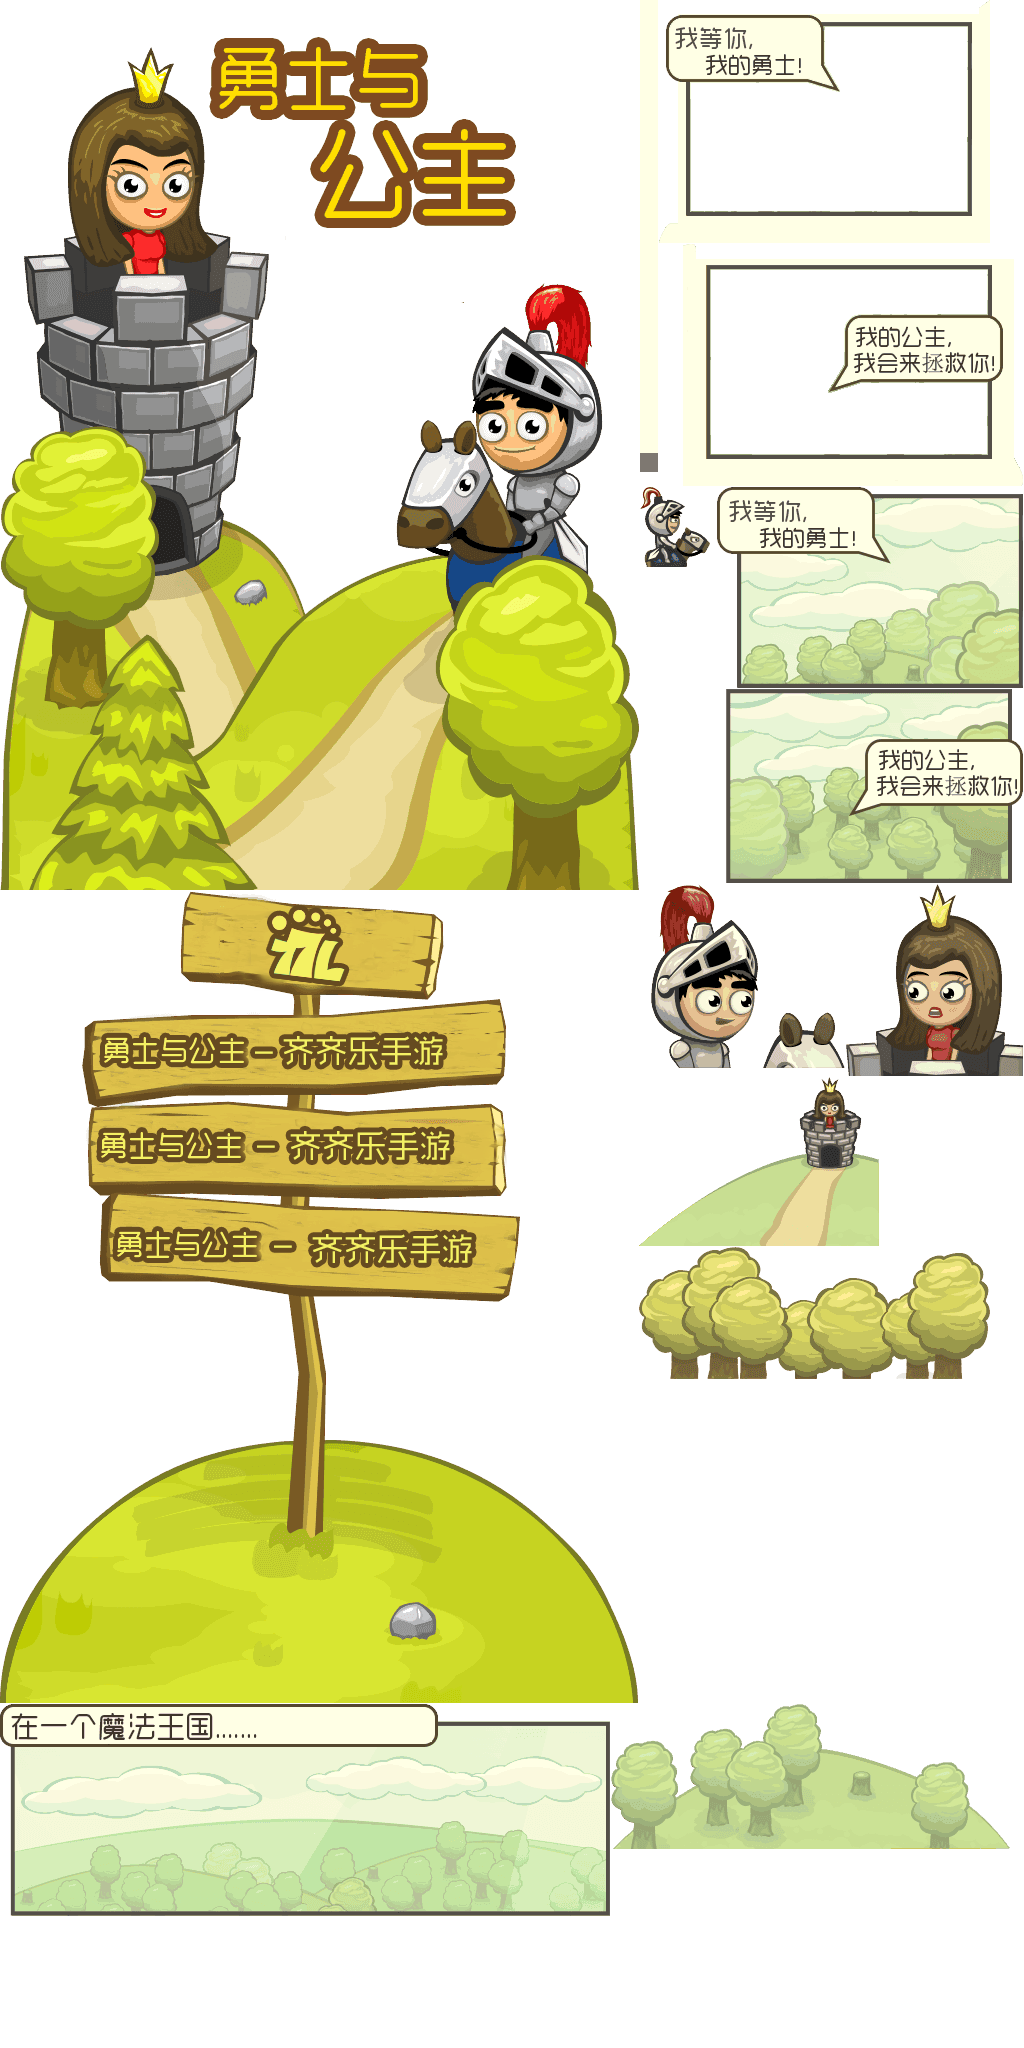 勇士与
公主
我等你,
我的勇士!
我的公主,
我会来拯救你!
我等你,
我的勇士!
我的公主,
我会来拯救你!
勇士与公主 - 齐齐乐手游
勇士与公主 - 齐齐乐手游
勇士与公主 - 齐齐乐手游
在一个魔法王国.......